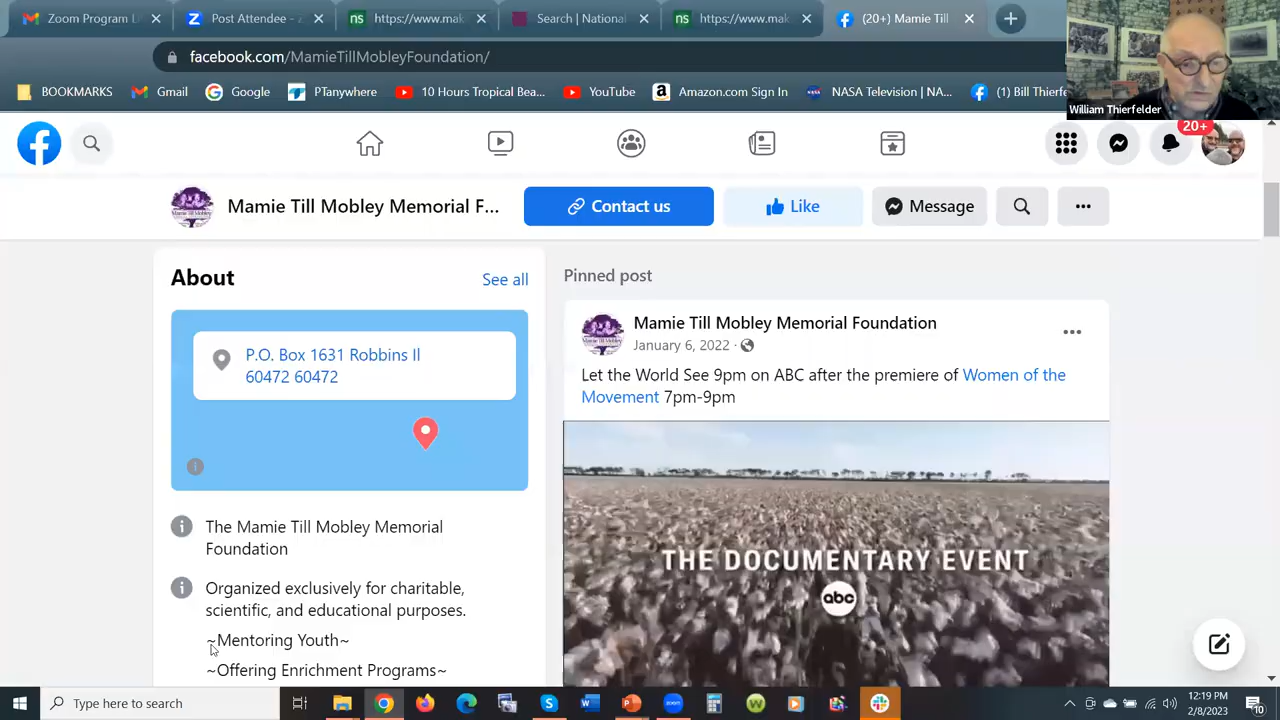 Zoom Program L
Post Attendee - z
https://www.mak
Search | National
https://www.mak
(20+) Mamie Till
facebook.com/MamieTillMobleyFoundation/
BOOKMARKS
Gmail
Google
PTanywhere
10 Hours Tropical Bea...
YouTube
Amazon.com Sign In
NASA Television | NA...
(1) Bill Thierfe
William Thierfelder
20+
Mamie Till Mobley Memorial F...
Contact us
Like
Message
About
See all
P.O. Box 1631 Robbins Il
60472 60472
The Mamie Till Mobley Memorial
Foundation
Organized exclusively for charitable,
scientific, and educational purposes.
~Mentoring Youth~
~Offering Enrichment Programs~
Pinned post
Mamie Till Mobley Memorial Foundation
January 6, 2022 ·
Let the World See 9pm on ABC after the premiere of Women of the
Movement 7pm-9pm
THE DOCUMENTARY EVENT
abc
Type here to search
12:19 PM
2/8/2023
10